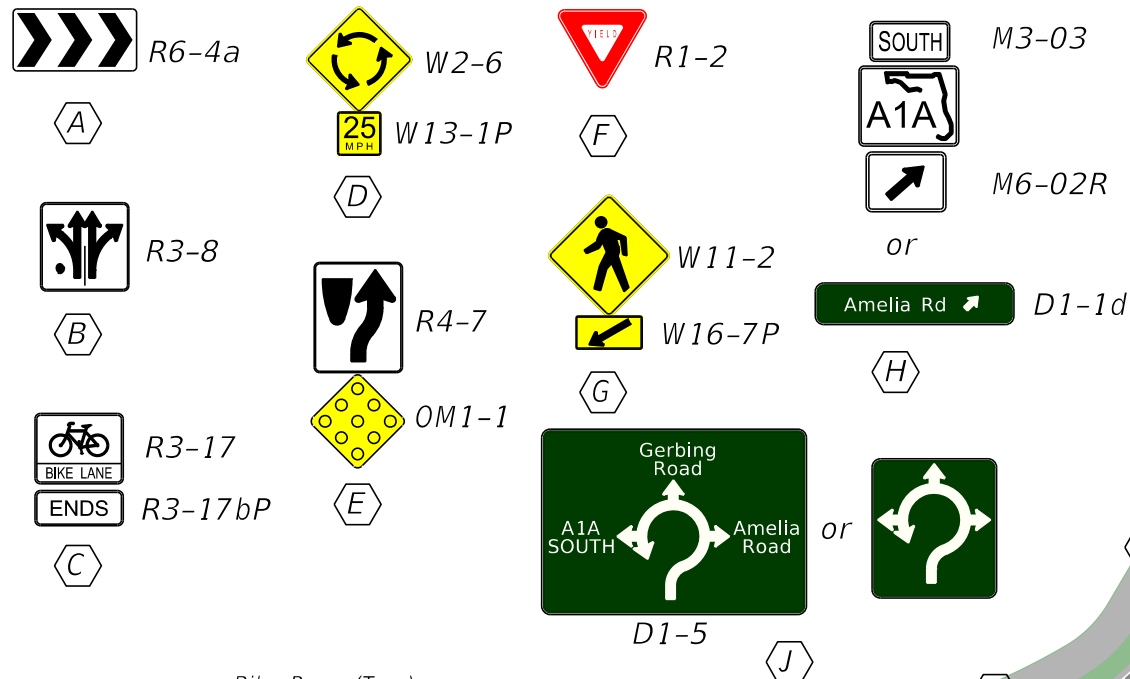 R6-4a
A
R3-8
B
BIKE LANE
R3-17
ENDS
R3-17bP
C
W2-6
25
MPH
W13-1P
D
R4-7
OM1-1
E
YIELD
R1-2
F
W11-2
W16-7P
G
SOUTH
M3-03
A1A
M6-02R
or
Amelia Rd
D1-1d
H
Gerbing
Road
A1A
SOUTH
Amelia
Road
or
D1-5
J